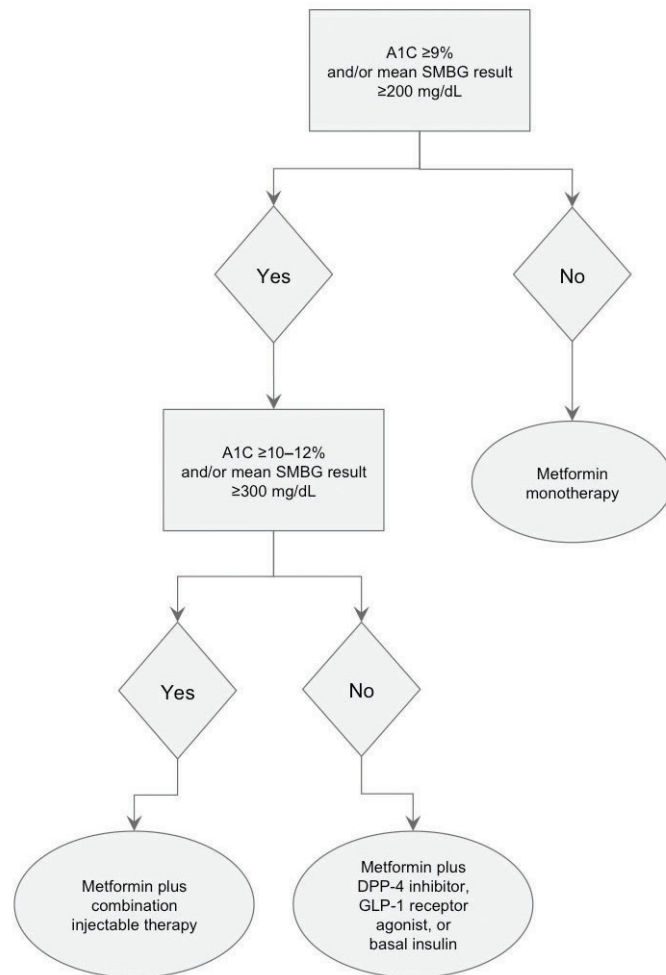 A1C ≥9%
and/or mean SMBG result
≥200 mg/dL
Yes
No
A1C ≥10–12%
and/or mean SMBG result
≥300 mg/dL
Metformin
monotherapy
Yes
No
Metformin plus
combination
injectable therapy
Metformin plus
DPP-4 inhibitor,
GLP-1 receptor
agonist, or
basal insulin